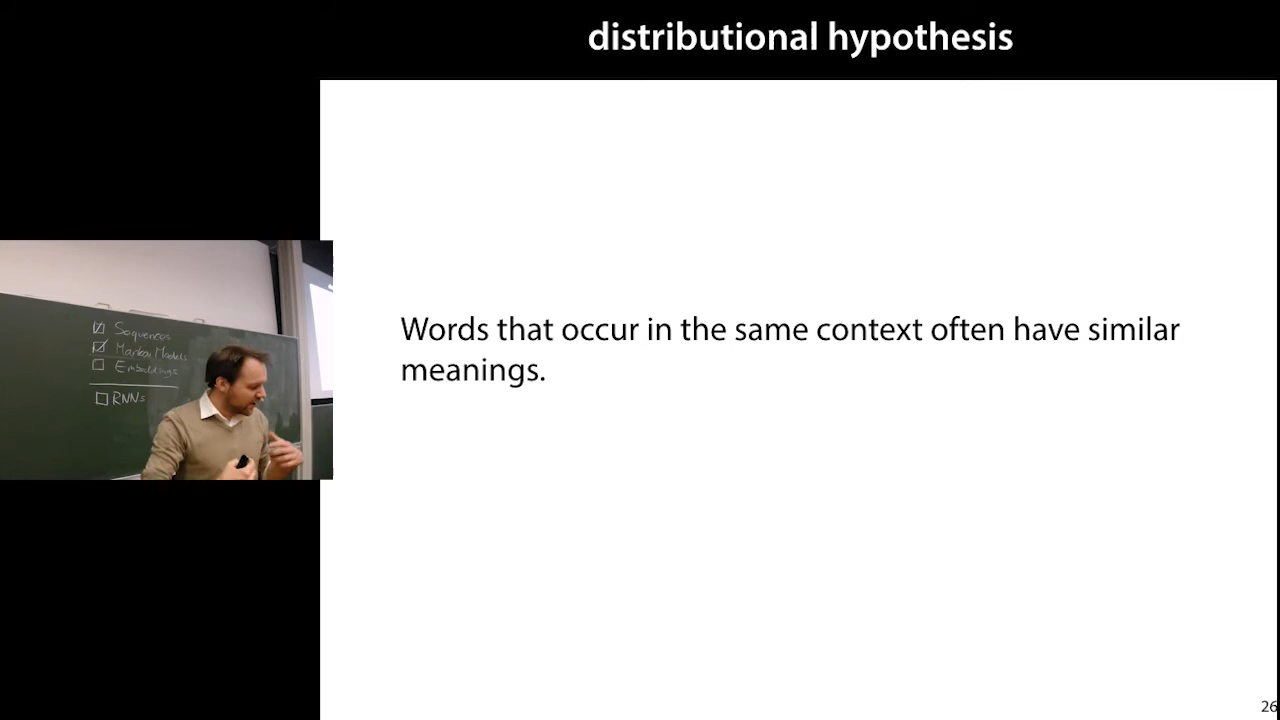 distributional hypothesis
Words that occur in the same context often have similar
meanings.
Sequences
Markov Models
Embeddings
RNNs
26